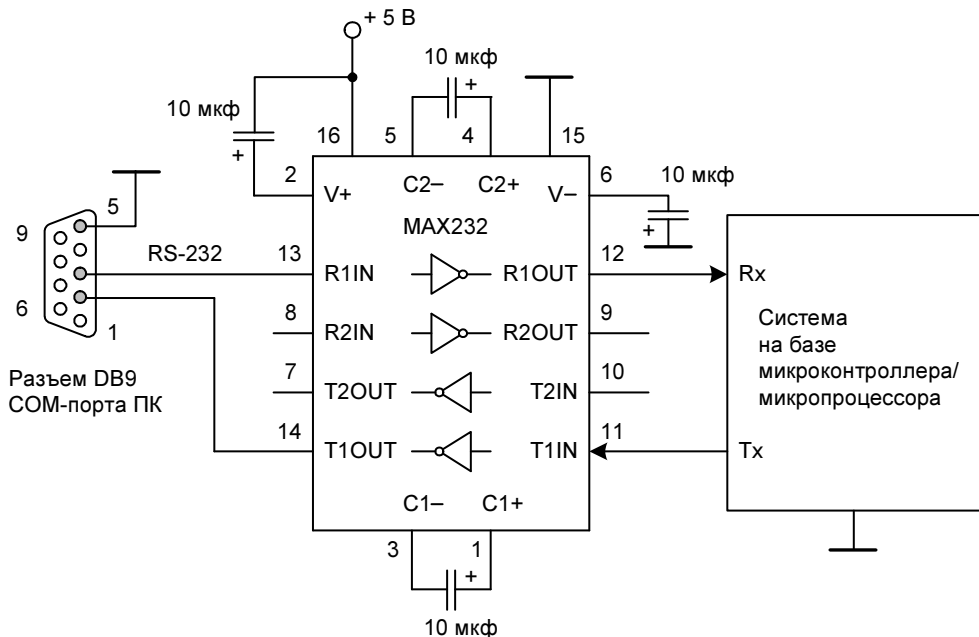 + 5 В
10 мкф
+
10 мкф
+
16
5
4
15
2
V+
C2–
C2+
V–
6
10 мкф
+
MAX232
5
9
6
1
RS-232
13
R1IN
R1OUT
12
Rx
8
R2IN
R2OUT
9
7
T2OUT
T2IN
10
14
T1OUT
T1IN
11
Tx
Разъем DB9
COM-порта ПК
Система
на базе
микроконтроллера/
микропроцессора
C1–
C1+
3
1
+
10 мкф